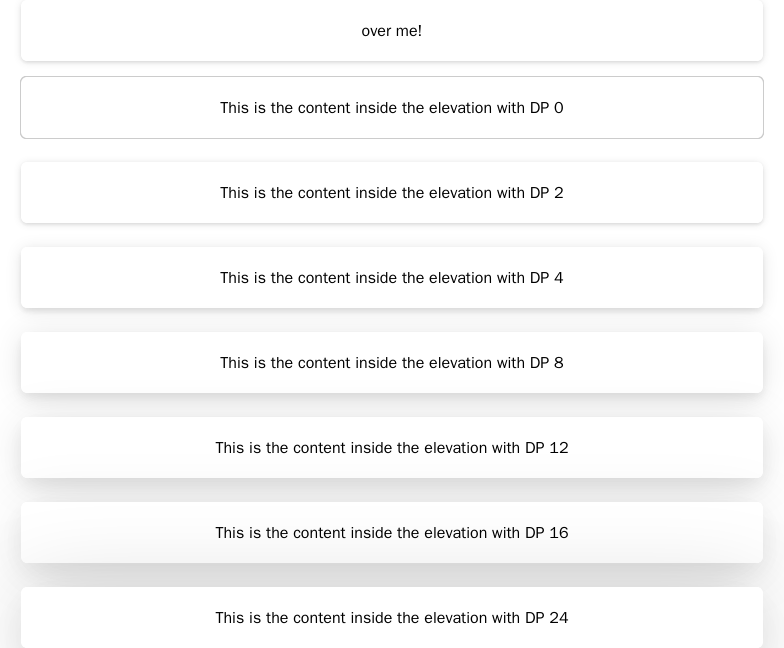 over me!
This is the content inside the elevation with DP 0
This is the content inside the elevation with DP 2
This is the content inside the elevation with DP 4
This is the content inside the elevation with DP 8
This is the content inside the elevation with DP 12
This is the content inside the elevation with DP 16
This is the content inside the elevation with DP 24